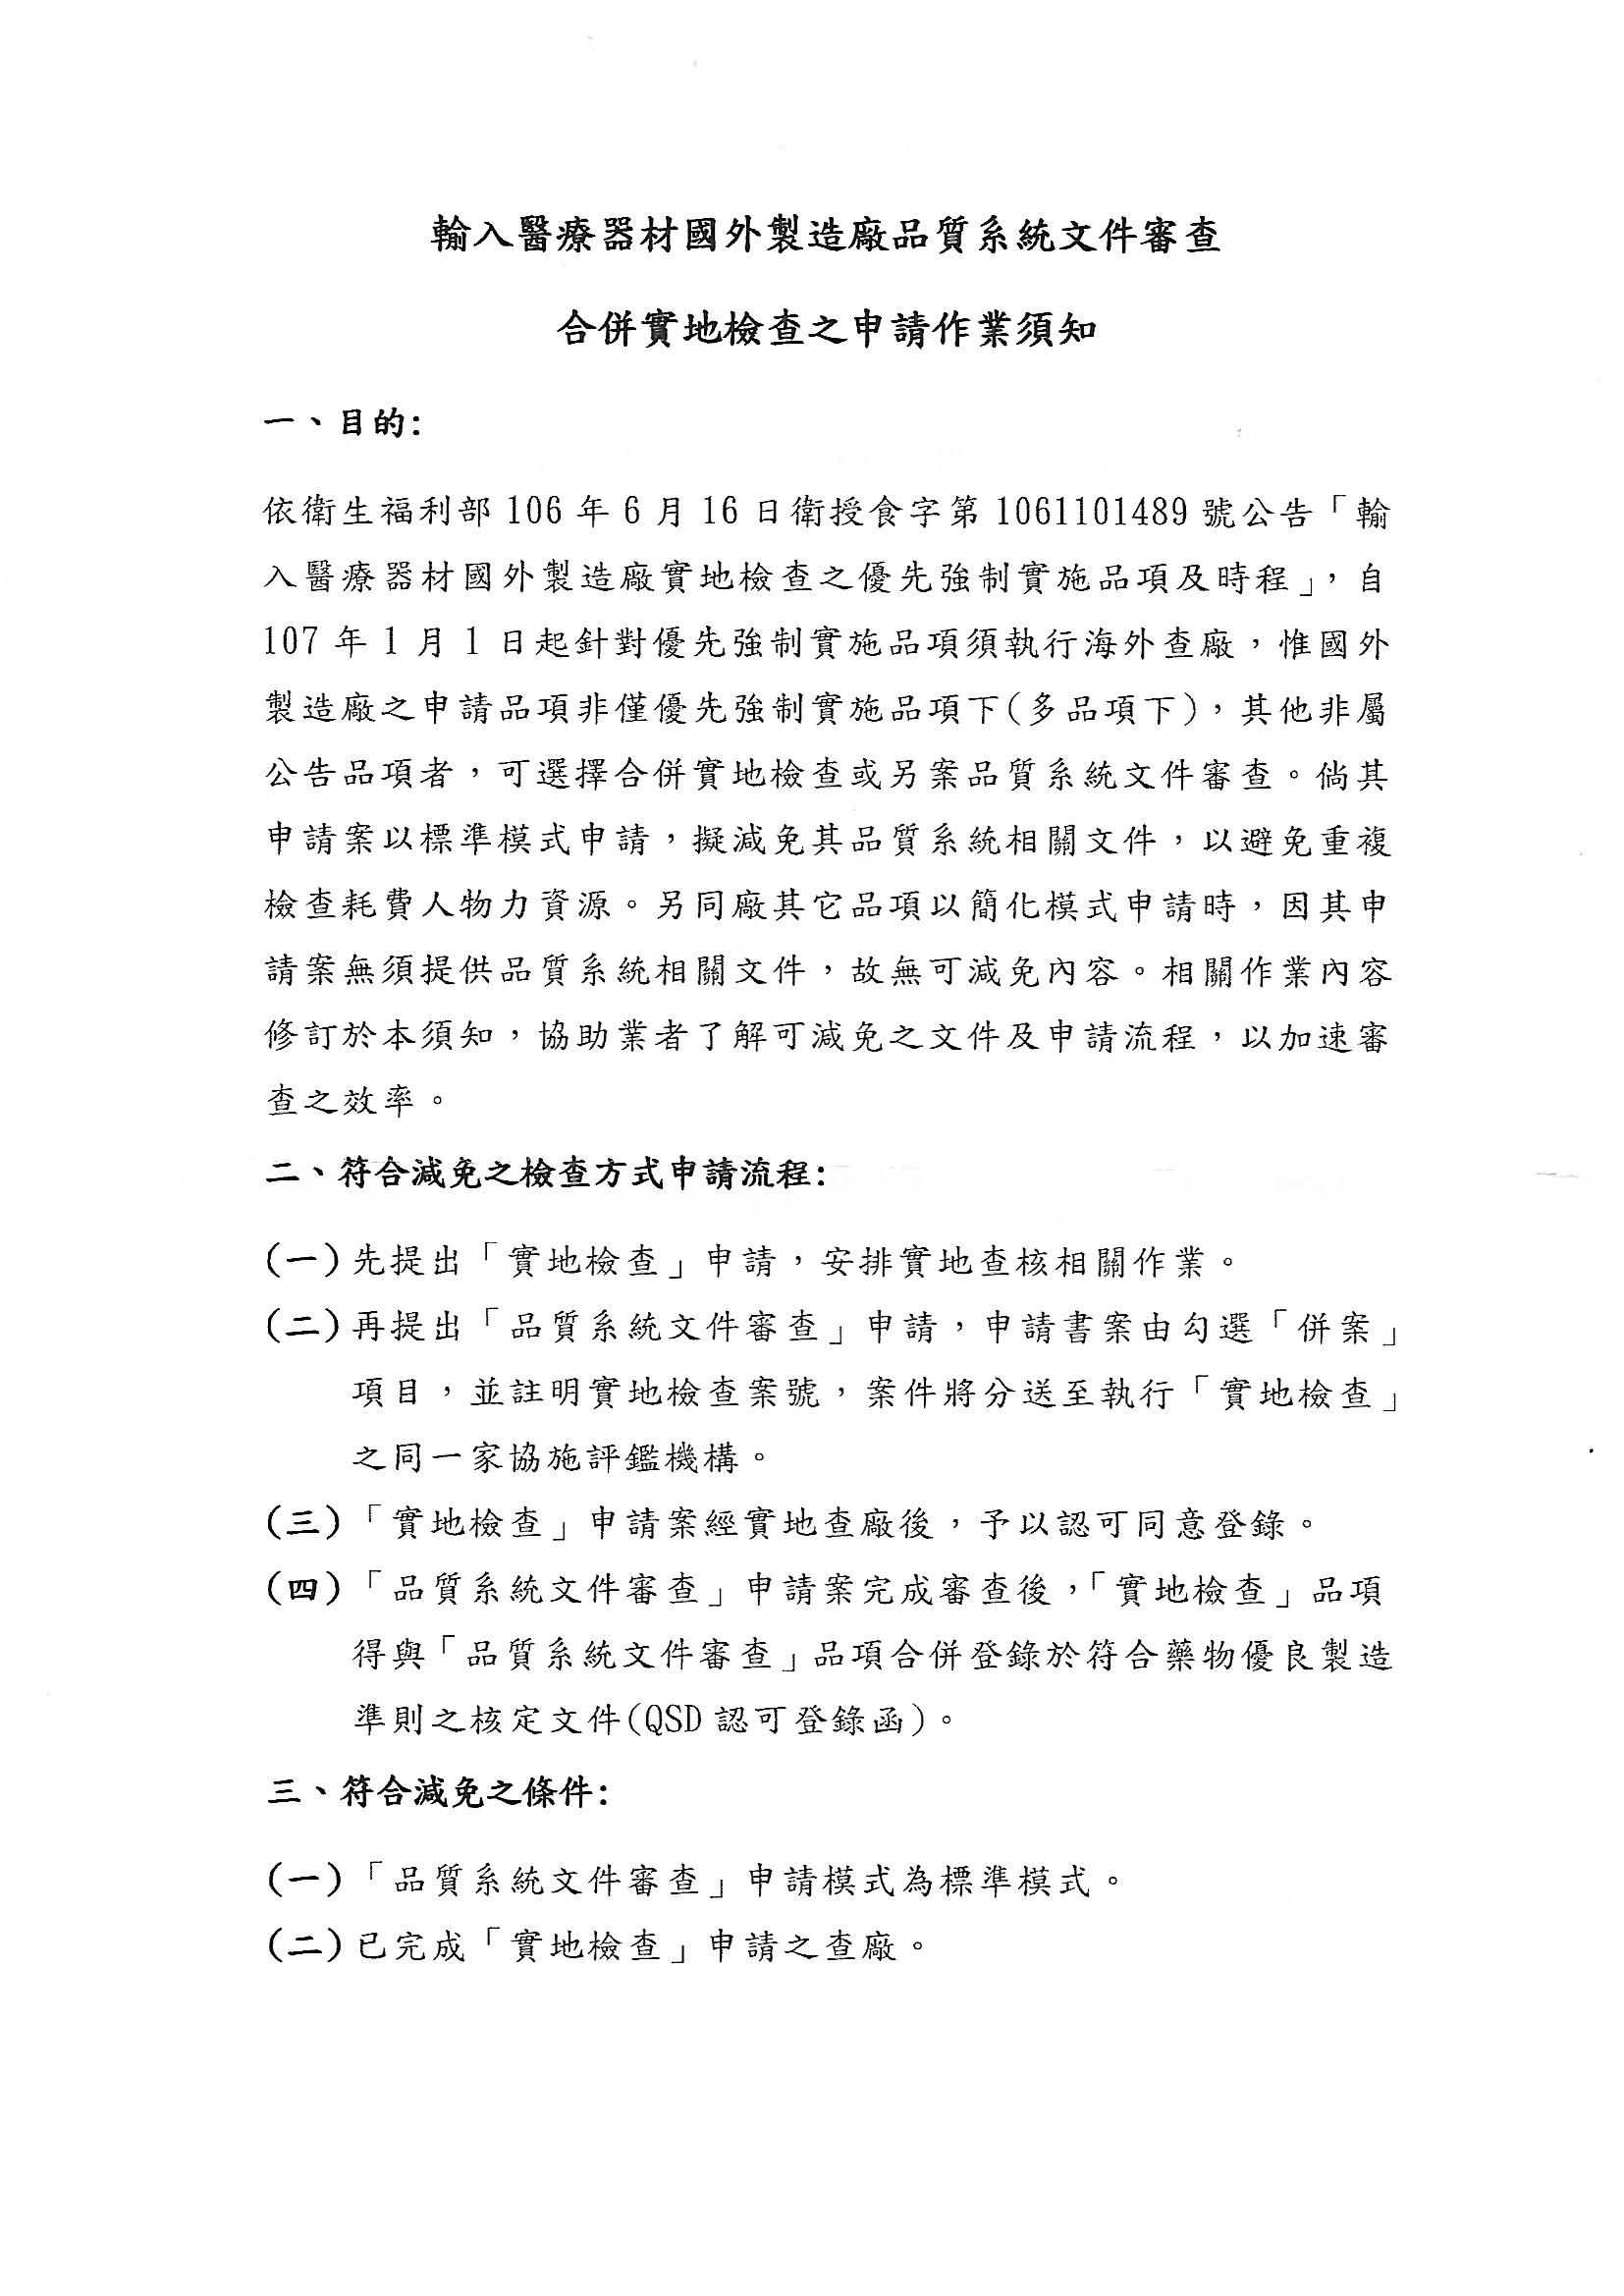 輸入醫療器材國外製造廠品質系統文件審查
合併實地檢查之申請作業須知
一、目的:
依衛生福利部 106 年 6 月 16 日衛授食字第 1061101489 號公告「輸
入醫療器材國外製造廠實地檢查之優先強制實施品項及時程」，自
107 年 1 月 1 日起針對優先強制實施品項須執行海外查廠，惟國外
製造廠之申請品項非僅優先強制實施品項下(多品項下)，其他非屬
公告品項者，可選擇合併實地檢查或另案品質系統文件審查。倘其
申請案以標準模式申請，擬減免其品質系統相關文件，以避免重複
檢查耗費人物力資源。另同廠其它品項以簡化模式申請時，因其申
請案無須提供品質系統相關文件，故無可減免內容。相關作業內容
修訂於本須知，協助業者了解可減免之文件及申請流程，以加速審
查之效率。
二、符合減免之檢查方式申請流程:
(一)先提出「實地檢查」申請，安排實地查核相關作業。
(二)再提出「品質系統文件審查」申請，申請書案由勾選「併案」
項目，並註明實地檢查案號，案件將分送至執行「實地檢查」
之同一家協施評鑑機構。
(三)「實地檢查」申請案經實地查廠後，予以認可同意登錄。
(四)「品質系統文件審查」申請案完成審查後，「實地檢查」品項
得與「品質系統文件審查」品項合併登錄於符合藥物優良製造
準則之核定文件(QSD 認可登錄函)。
三、符合減免之條件:
(一)「品質系統文件審查」申請模式為標準模式。
(二)已完成「實地檢查」申請之查廠。